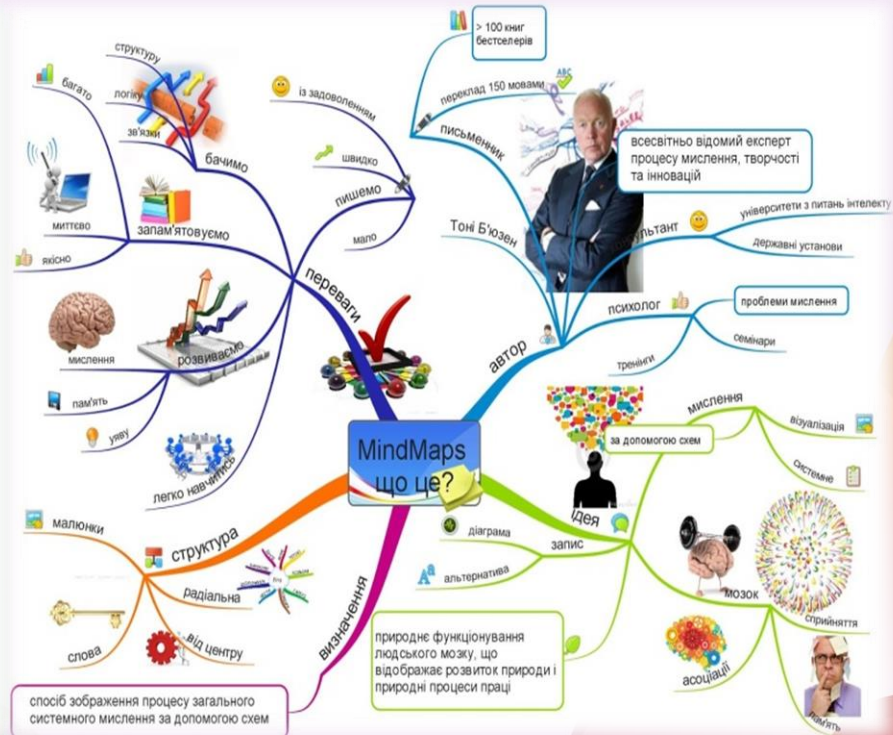 MindMaps
що це?
переваги
бачимо
структуру
логіку
зв'язки
запам'ятовуємо
багато
миттєво
якісно
пишемо
із задоволенням
швидко
мало
розвиваємо
мислення
пам'ять
уяву
легко навчитись
автор
Тоні Б'юзен
письменник
> 100 книг
бестселерів
переклад 150 мовами
ABC
всесвітньо відомий експерт
процесу мислення, творчості
та інновацій
університети з питань інтелекту
державні установи
психолог
проблеми мислення
семінари
тренінги
ідея
мислення
за допомогою схем
візуалізація
системне
запис
діаграма
альтернатива
Aa
мозок
сприйняття
асоціації
пам'ять
природнє функціонування
людського мозку, що
відображає розвиток природи і
природні процеси праці
структура
малюнки
радіальна
слова
від центру
визначення
спосіб зображення процесу загального
системного мислення за допомогою схем